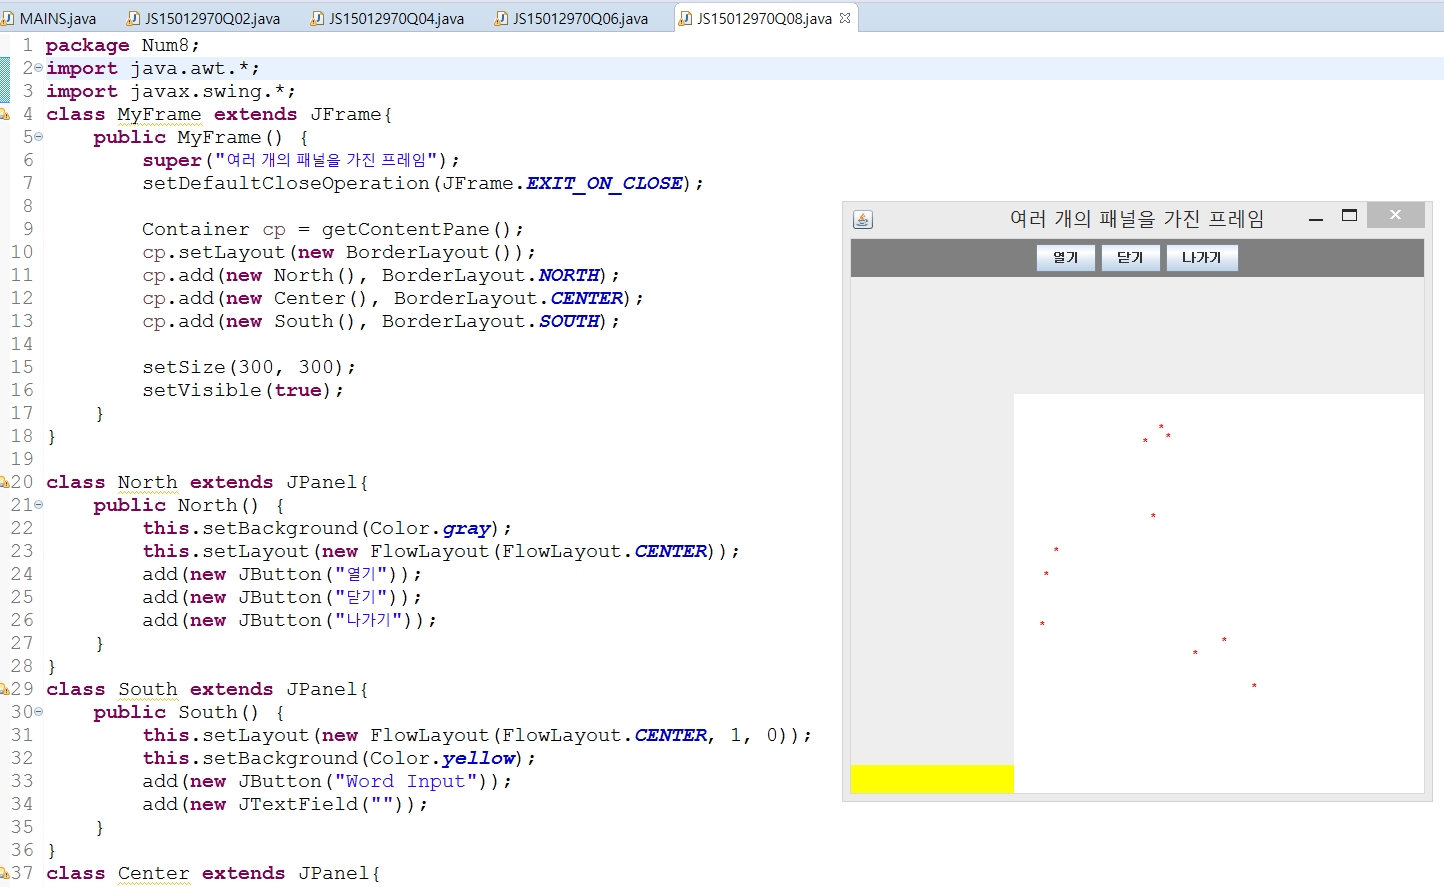 MAINS.java JS15012970Q02.java JS15012970Q04.java JS15012970Q06.java JS15012970Q08.java
1 package Num8;
2 import java.awt.*;
3 import javax.swing.*;
4 class MyFrame extends JFrame{
5 public MyFrame() {
6 super("여러 개의 패널을 가진 프레임");
7 setDefaultCloseOperation(JFrame.EXIT_ON_CLOSE);
8
9 Container cp = getContentPane();
10 cp.setLayout(new BorderLayout());
11 cp.add(new North(), BorderLayout.NORTH);
12 cp.add(new Center(), BorderLayout.CENTER);
13 cp.add(new South(), BorderLayout.SOUTH);
14
15 setSize(300, 300);
16 setVisible(true);
17 }
18 }
19
20 class North extends JPanel{
21 public North() {
22 this.setBackground(Color.gray);
23 this.setLayout(new FlowLayout(FlowLayout.CENTER));
24 add(new JButton("열기"));
25 add(new JButton("닫기"));
26 add(new JButton("나가기"));
27 }
28 }
29 class South extends JPanel{
30 public South() {
31 this.setLayout(new FlowLayout(FlowLayout.CENTER, 1, 0));
32 this.setBackground(Color.yellow);
33 add(new JButton("Word Input"));
34 add(new JTextField(""));
35 }
36 }
37 class Center extends JPanel{
여러 개의 패널을 가진 프레임
열기 닫기 나가기
*
*
*
*
*
*
*
*
*
*